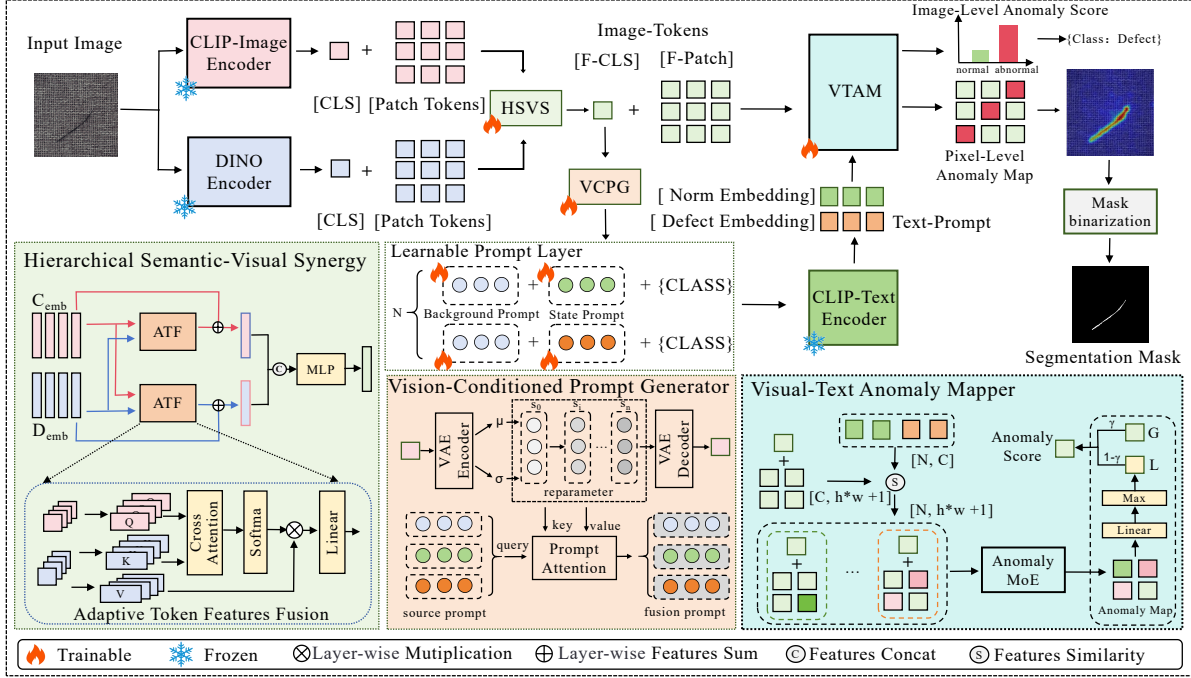 Input Image
CLIP-Image
Encoder
[CLS] [Patch Tokens]
DINO
Encoder
[CLS] [Patch Tokens]
HSVS
Image-Tokens
[F-CLS] [F-Patch]
VCPG
VTAM
Image-Level Anomaly Score
normal abnormal
{Class: Defect}
Pixel-Level
Anomaly Map
Mask
binarization
Segmentation Mask
[ Norm Embedding]
[ Defect Embedding]
Text-Prompt
CLIP-Text
Encoder
Learnable Prompt Layer
N
+ + {CLASS}
Background Prompt State Prompt
+ + {CLASS}
Hierarchical Semantic-Visual Synergy
C emb
D emb
ATF
ATF
C
MLP
Q
K
V
Cross
Attention
Softma
Linear
Adaptive Token Features Fusion
Vision-Conditioned Prompt Generator
VAE
Encoder
μ
σ
S₀ S₁ ... Sₙ
reparameter
VAE
Decoder
key value
query
Prompt
Attention
source prompt
fusion prompt
Visual-Text Anomaly Mapper
[N, C]
S
[C, h*w +1]
[N, h*w +1]
...
Anomaly
MoE
Anomaly
Score
γ
1-γ
G
L
Max
Linear
Anomaly Map
Trainable
Frozen
Layer-wise Mutiplication
Layer-wise Features Sum
C Features Concat
S Features Similarity